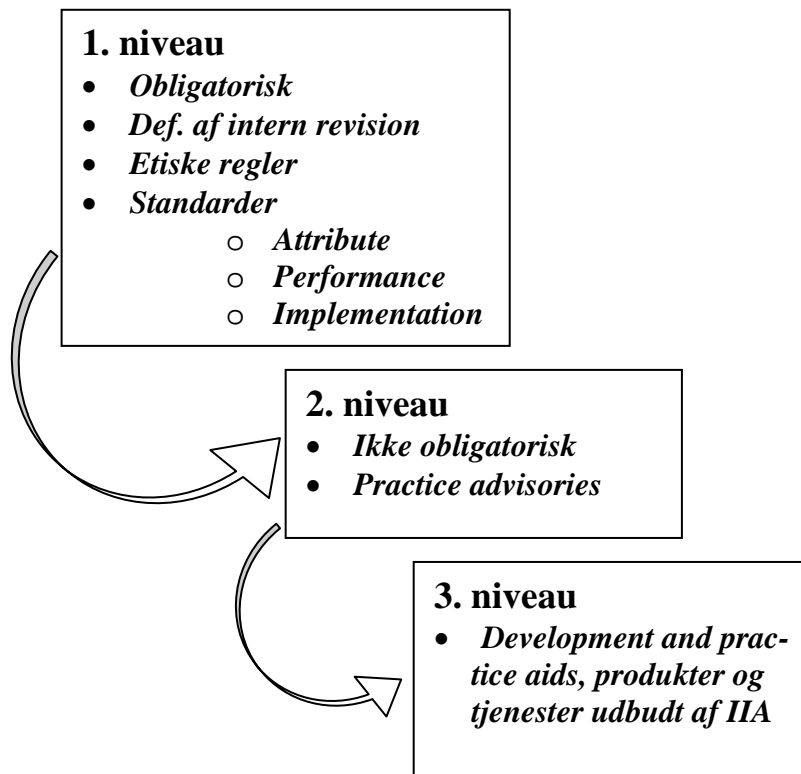 1. niveau
• Obligatorisk
• Def. af intern revision
• Etiske regler
• Standarder
o Attribute
o Performance
o Implementation
2. niveau
• Ikke obligatorisk
• Practice advisories
3. niveau
• Development and prac-
tice aids, produkter og
tjenester udbudt af IIA